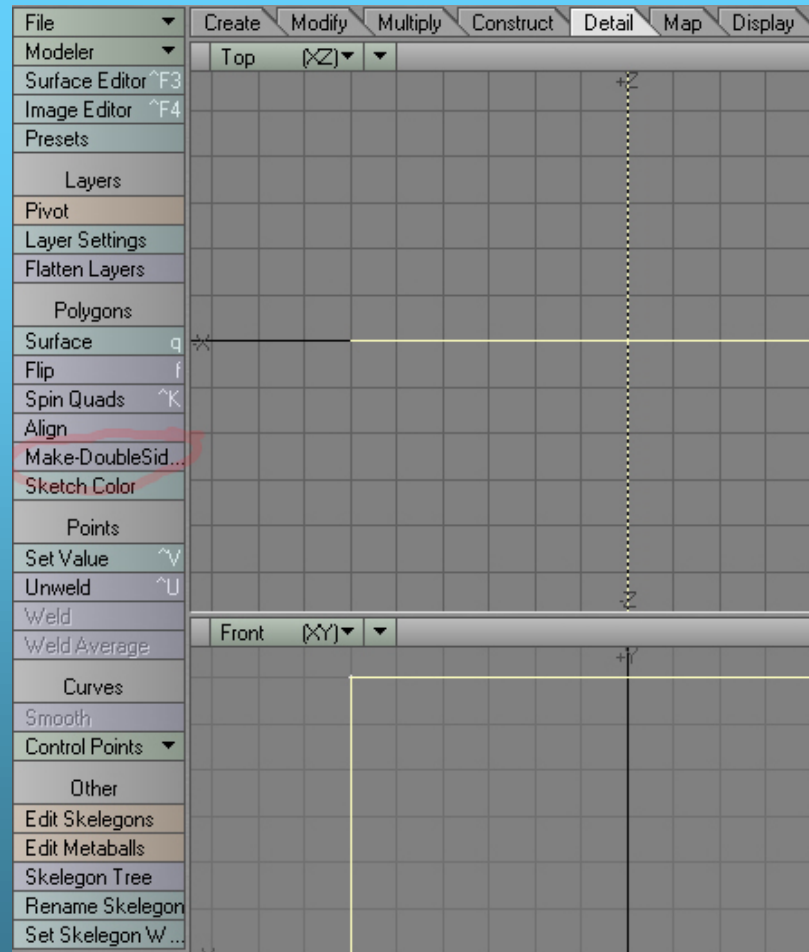 File
Modeler
Surface Editor ^F3
Image Editor ^F4
Presets
Layers
Pivot
Layer Settings
Flatten Layers
Polygons
Surface q
Flip f
Spin Quads ^K
Align
Make-DoubleSid...
Sketch Color
Points
Set Value ^V
Unweld ^U
Weld
Weld Average
Curves
Smooth
Control Points
Other
Edit Skelegons
Edit Metaballs
Skelegon Tree
Rename Skelegon
Set Skelegon W...
Create Modify Multiply Construct Detail Map Display
Top (XZ)
+Z
-X
-Z
Front (XY)
+Y